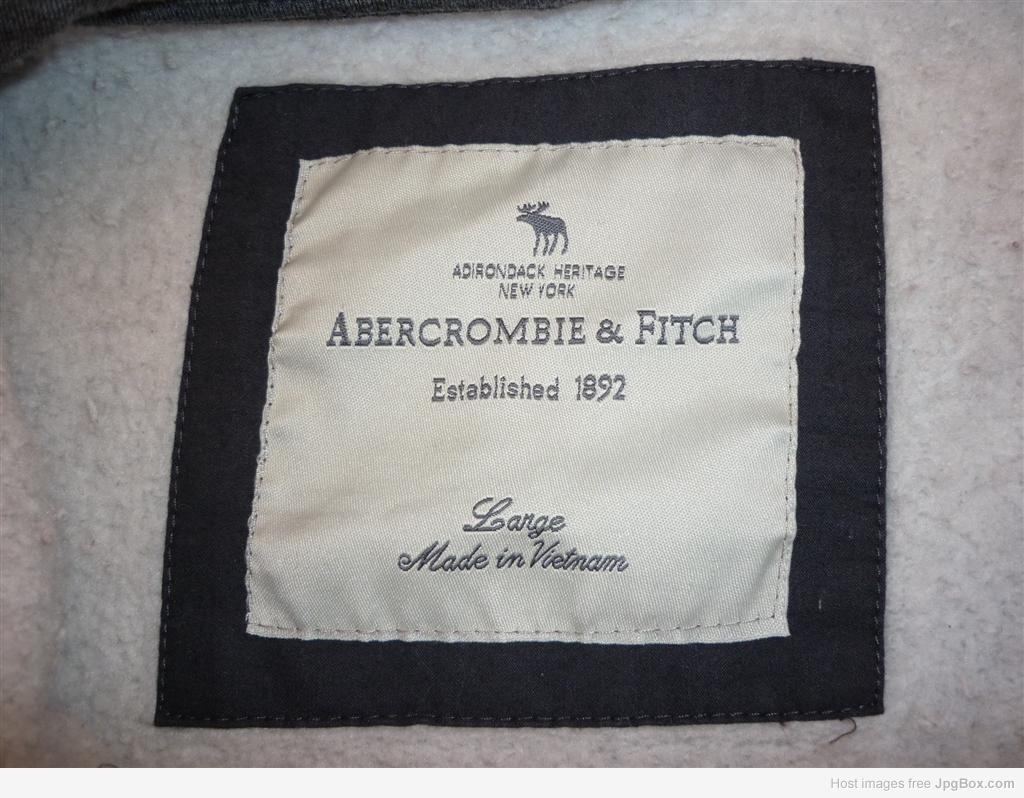 ADIRONDACK HERITAGE
NEW YORK
ABERCROMBIE & FITCH
Established 1892
Large
Made in Vietnam
Host images free JpgBox.com